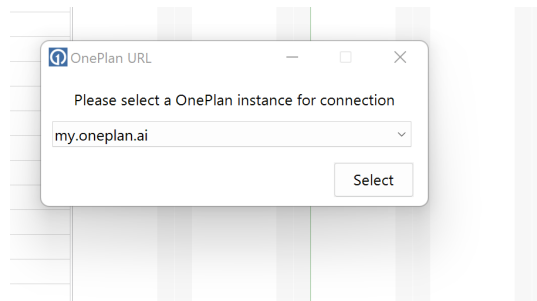 OnePlan URL
Please select a OnePlan instance for connection
my.oneplan.ai
Select